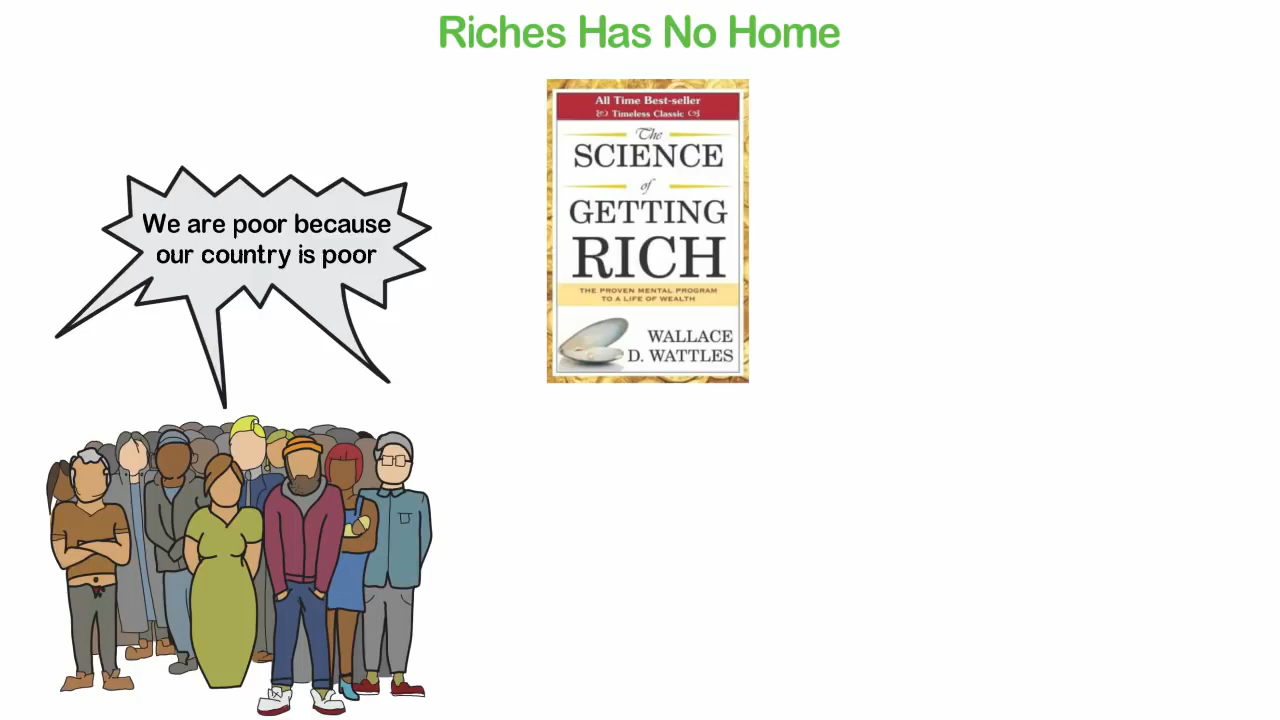 Riches Has No Home
All Time Best-seller
Timeless Classic
The
SCIENCE
of
GETTING
RICH
THE PROVEN MENTAL PROGRAM
TO A LIFE OF WEALTH
WALLACE
D. WATTLES
We are poor because
our country is poor